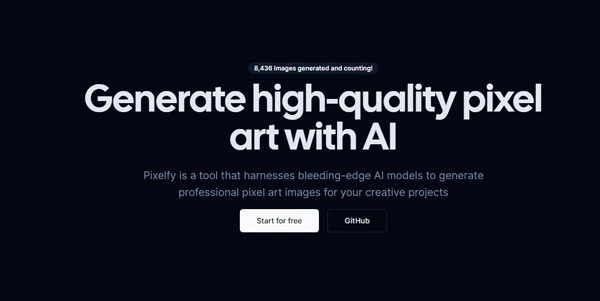 8,436 images generated and counting!
Generate high-quality pixel
art with AI
Pixelfy is a tool that harnesses bleeding-edge AI models to generate
professional pixel art images for your creative projects
Start for free
GitHub